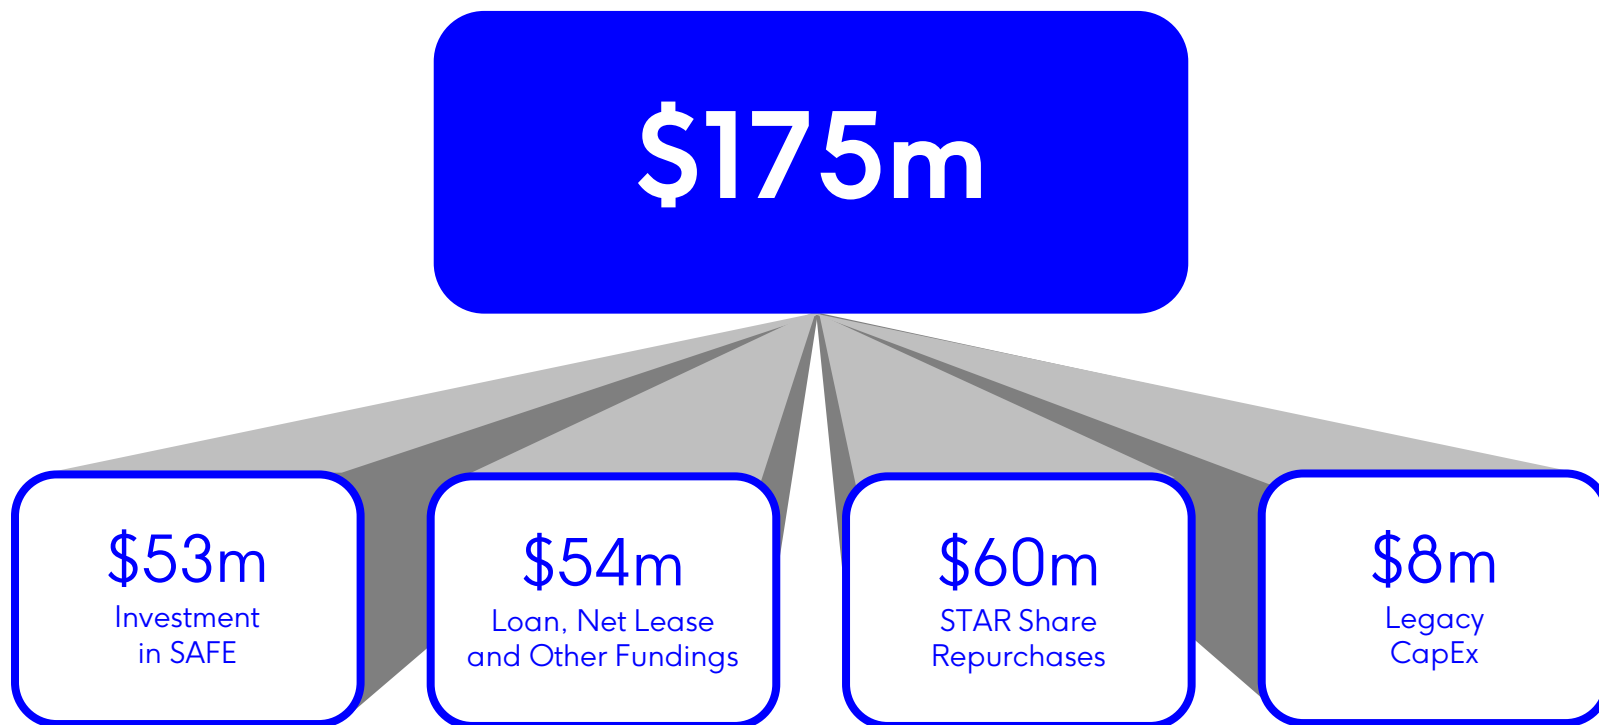 $175m
$53m
Investment
in SAFE
$54m
Loan, Net Lease
and Other Fundings
$60m
STAR Share
Repurchases
$8m
Legacy
CapEx